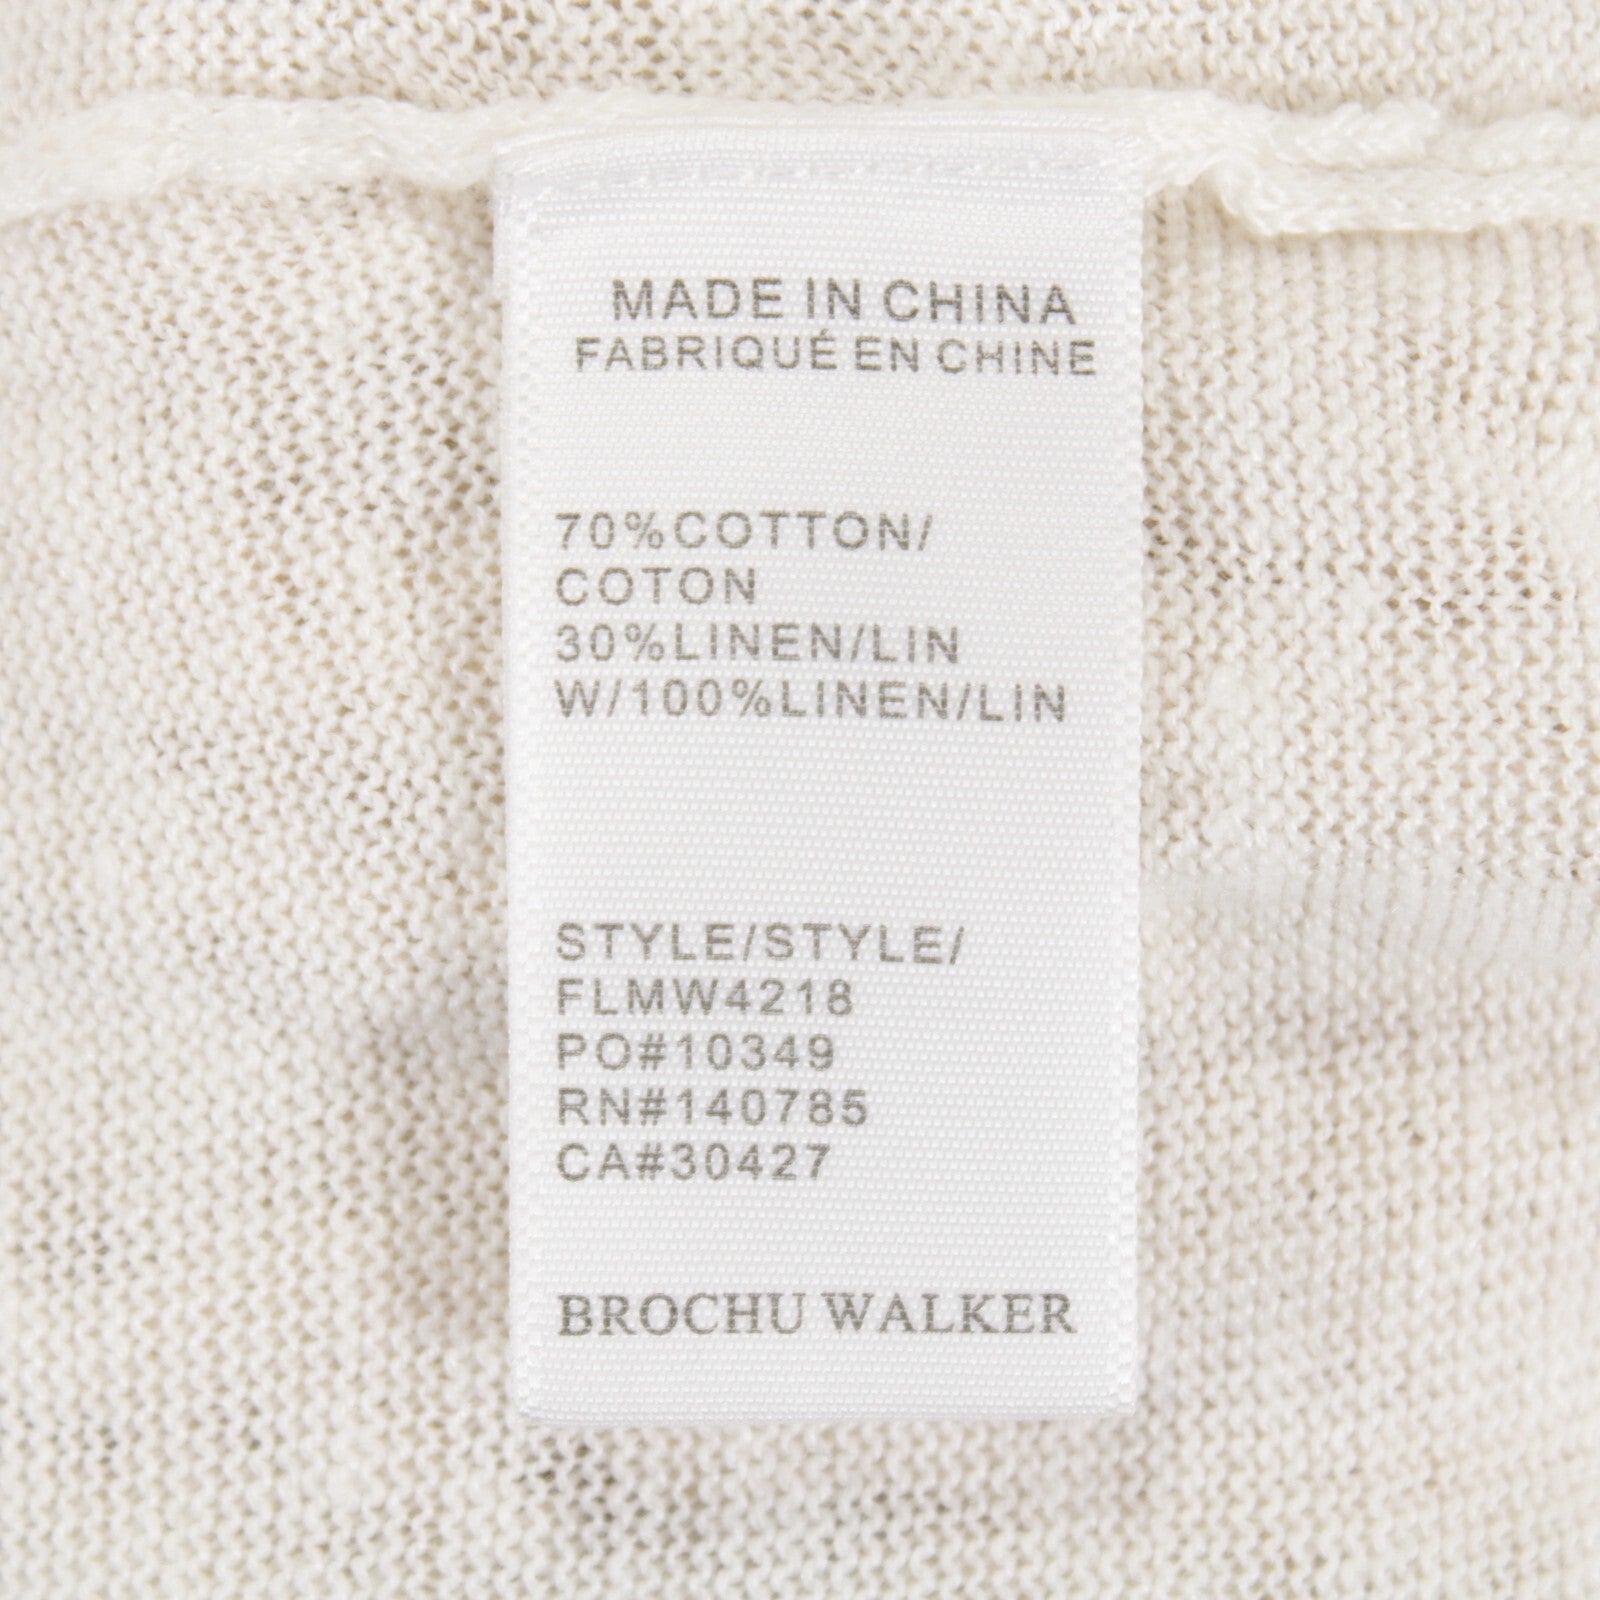 MADE IN CHINA
FABRIQUÉ EN CHINE
70%COTTON/
COTON
30%LINEN/LIN
W/100%LINEN/LIN
STYLE/STYLE/
FLMW4218
PO#10349
RN#140785
CA#30427
BROCHU WALKER